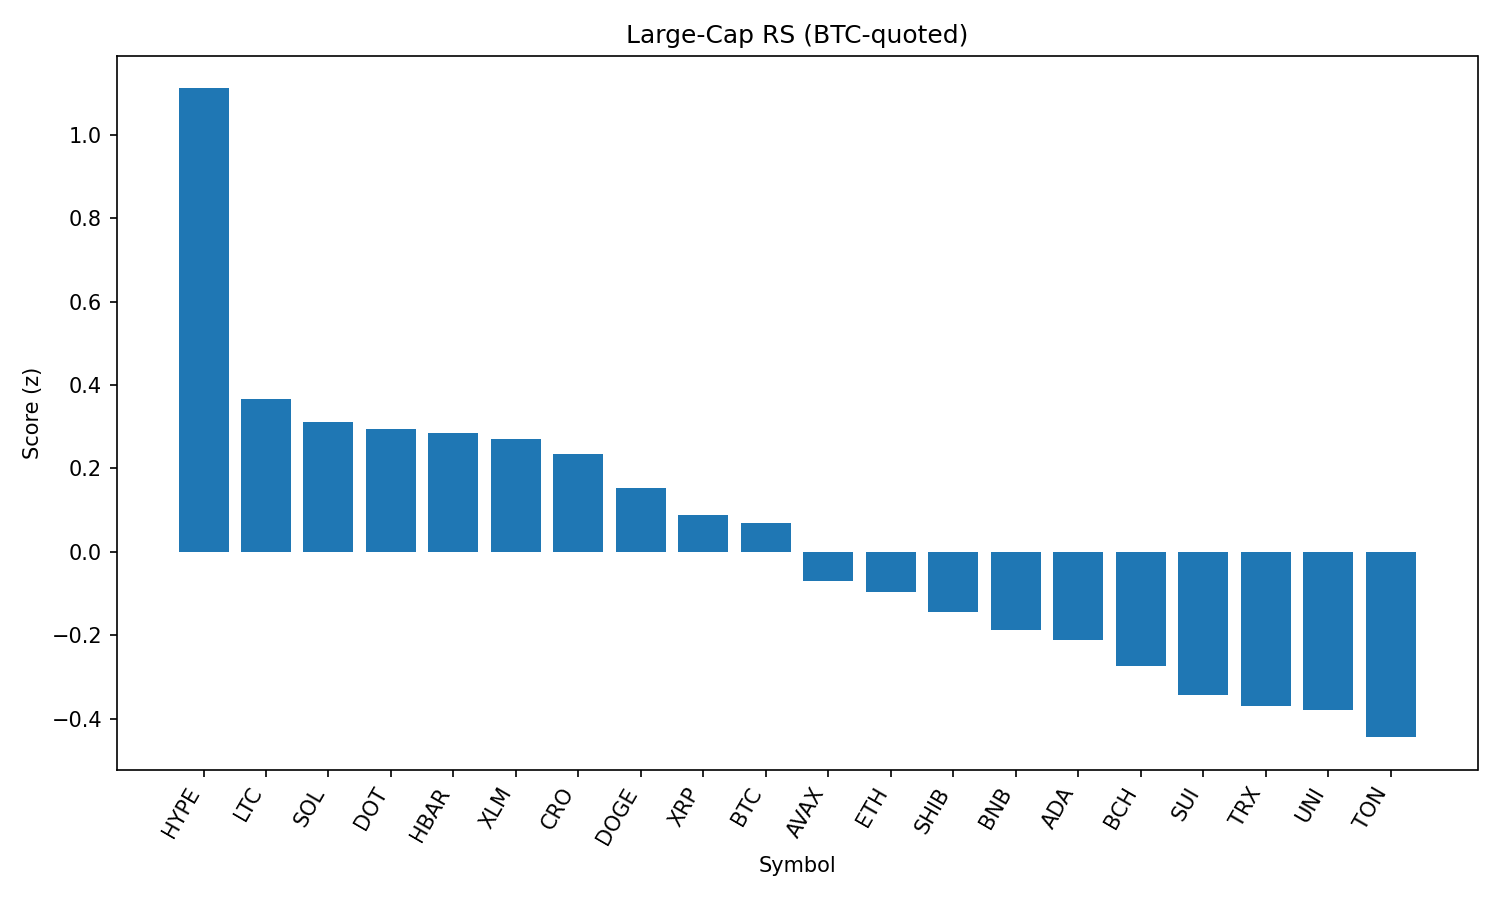 Large-Cap RS (BTC-quoted)
Score (z)
1.0
0.8
0.6
0.4
0.2
0.0
−0.2
−0.4
HYPE
LTC
SOL
DOT
HBAR
XLM
CRO
DOGE
XRP
BTC
AVAX
ETH
SHIB
BNB
ADA
BCH
SUI
TRX
UNI
TON
Symbol